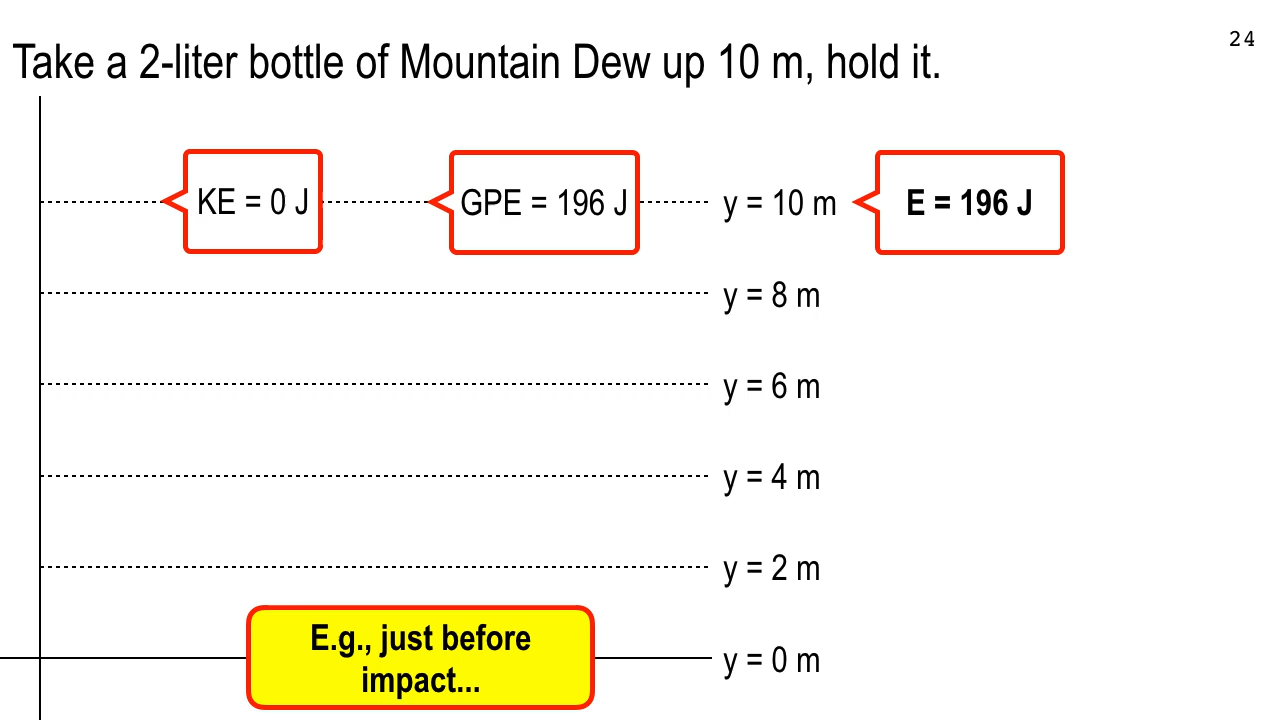 24
Take a 2-liter bottle of Mountain Dew up 10 m, hold it.
KE = 0 J
GPE = 196 J
y = 10 m
E = 196 J
y = 8 m
y = 6 m
y = 4 m
y = 2 m
E.g., just before
impact...
y = 0 m